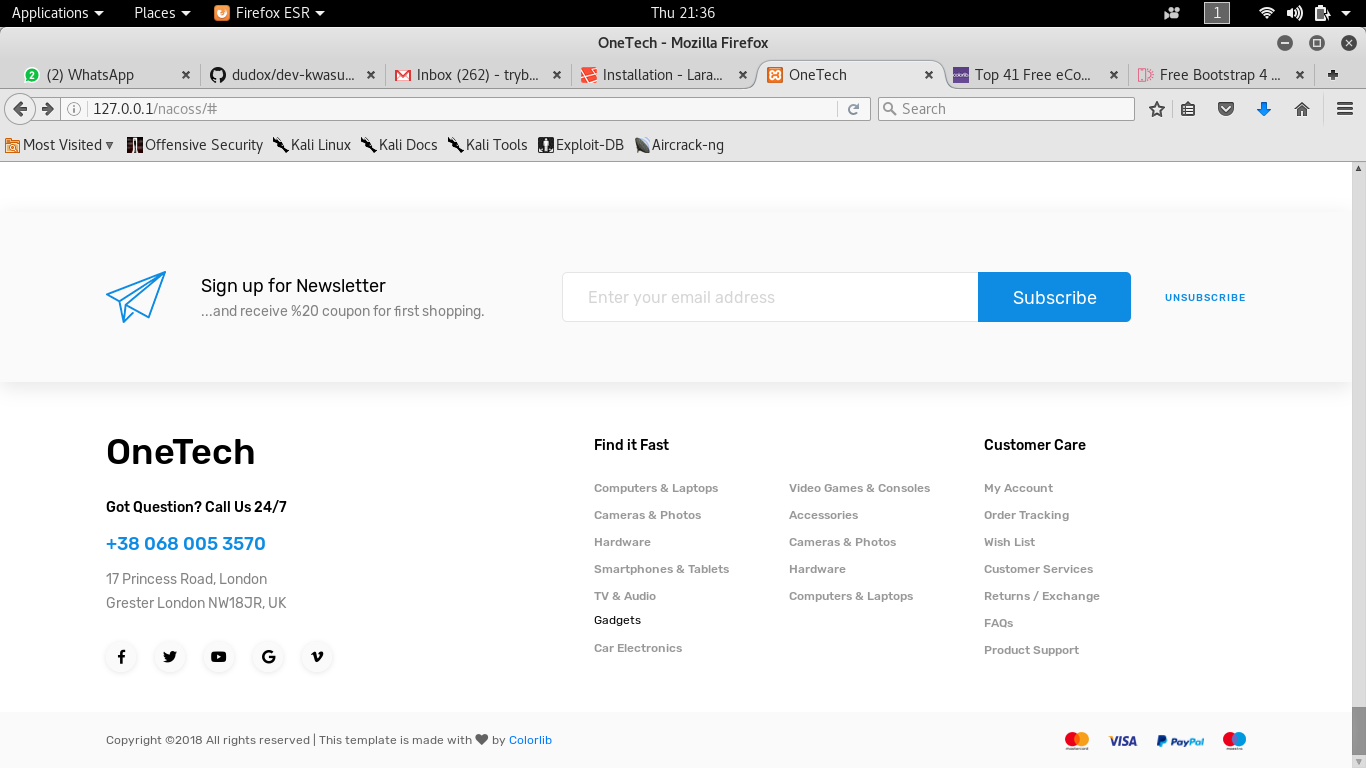 Applications Places Firefox ESR Thu 21:36 1
OneTech - Mozilla Firefox
(2) WhatsApp dudox/dev-kwasu... Inbox (262) - tryb... Installation - Lara... OneTech Top 41 Free eCo... Free Bootstrap 4 ...
127.0.0.1/nacoss/# Search
Most Visited Offensive Security Kali Linux Kali Docs Kali Tools Exploit-DB Aircrack-ng
Sign up for Newsletter
...and receive %20 coupon for first shopping.
Enter your email address Subscribe UNSUBSCRIBE
OneTech
Got Question? Call Us 24/7
+38 068 005 3570
17 Princess Road, London
Grester London NW18JR, UK
Find it Fast
Computers & Laptops
Cameras & Photos
Hardware
Smartphones & Tablets
TV & Audio
Gadgets
Car Electronics
Video Games & Consoles
Accessories
Cameras & Photos
Hardware
Computers & Laptops
Customer Care
My Account
Order Tracking
Wish List
Customer Services
Returns / Exchange
FAQs
Product Support
Copyright ©2018 All rights reserved | This template is made with ♥ by Colorlib
mastercard VISA PayPal maestro